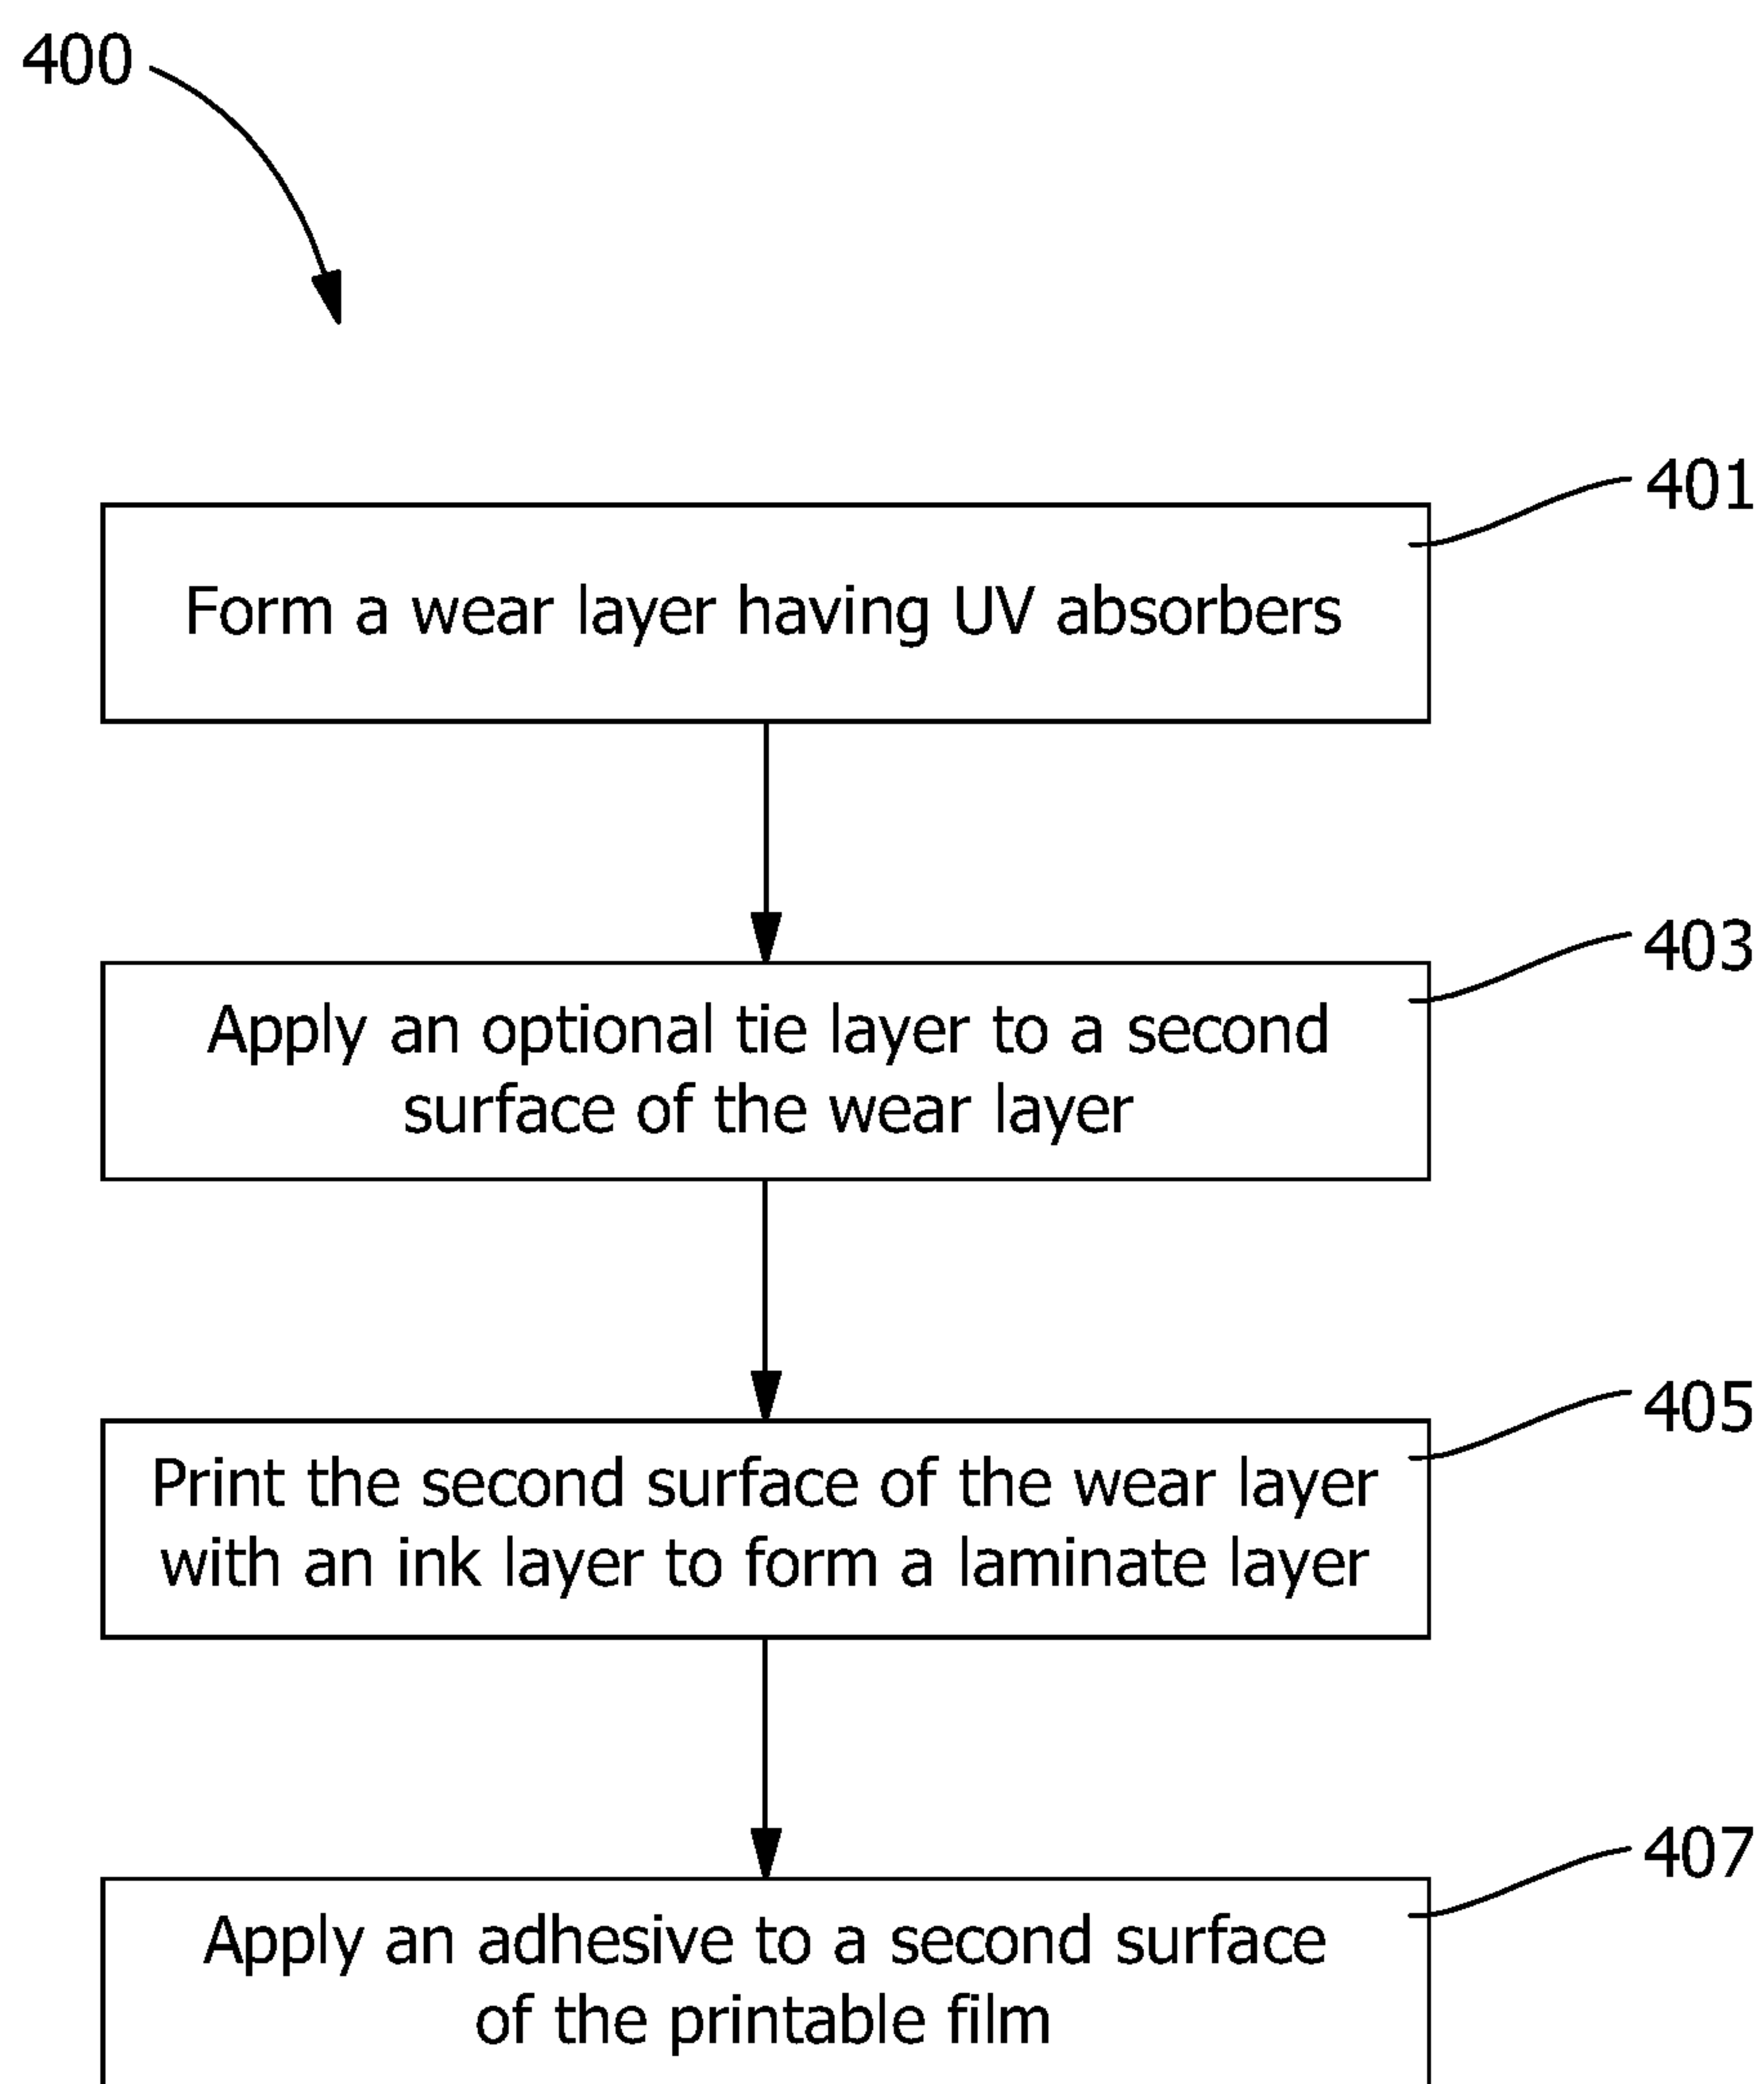 400
401
Form a wear layer having UV absorbers
403
Apply an optional tie layer to a second
surface of the wear layer
405
Print the second surface of the wear layer
with an ink layer to form a laminate layer
407
Apply an adhesive to a second surface
of the printable film